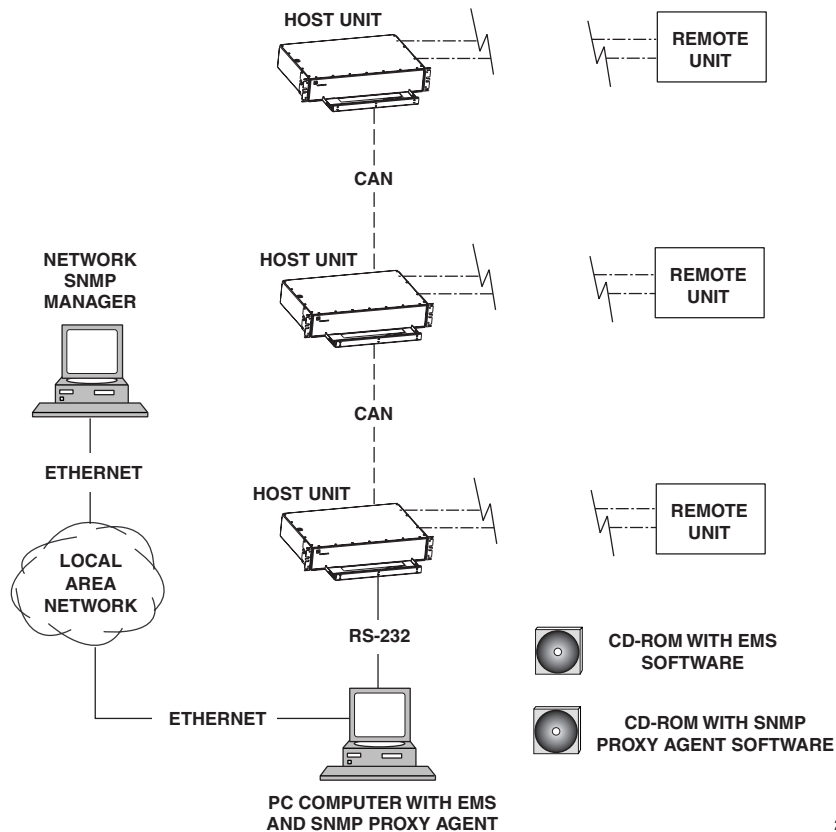 HOST UNIT
REMOTE
UNIT
CAN
NETWORK
SNMP
MANAGER
HOST UNIT
REMOTE
UNIT
CAN
ETHERNET
HOST UNIT
REMOTE
UNIT
LOCAL
AREA
NETWORK
RS-232
CD-ROM WITH EMS
SOFTWARE
ETHERNET
CD-ROM WITH SNMP
PROXY AGENT SOFTWARE
PC COMPUTER WITH EMS
AND SNMP PROXY AGENT